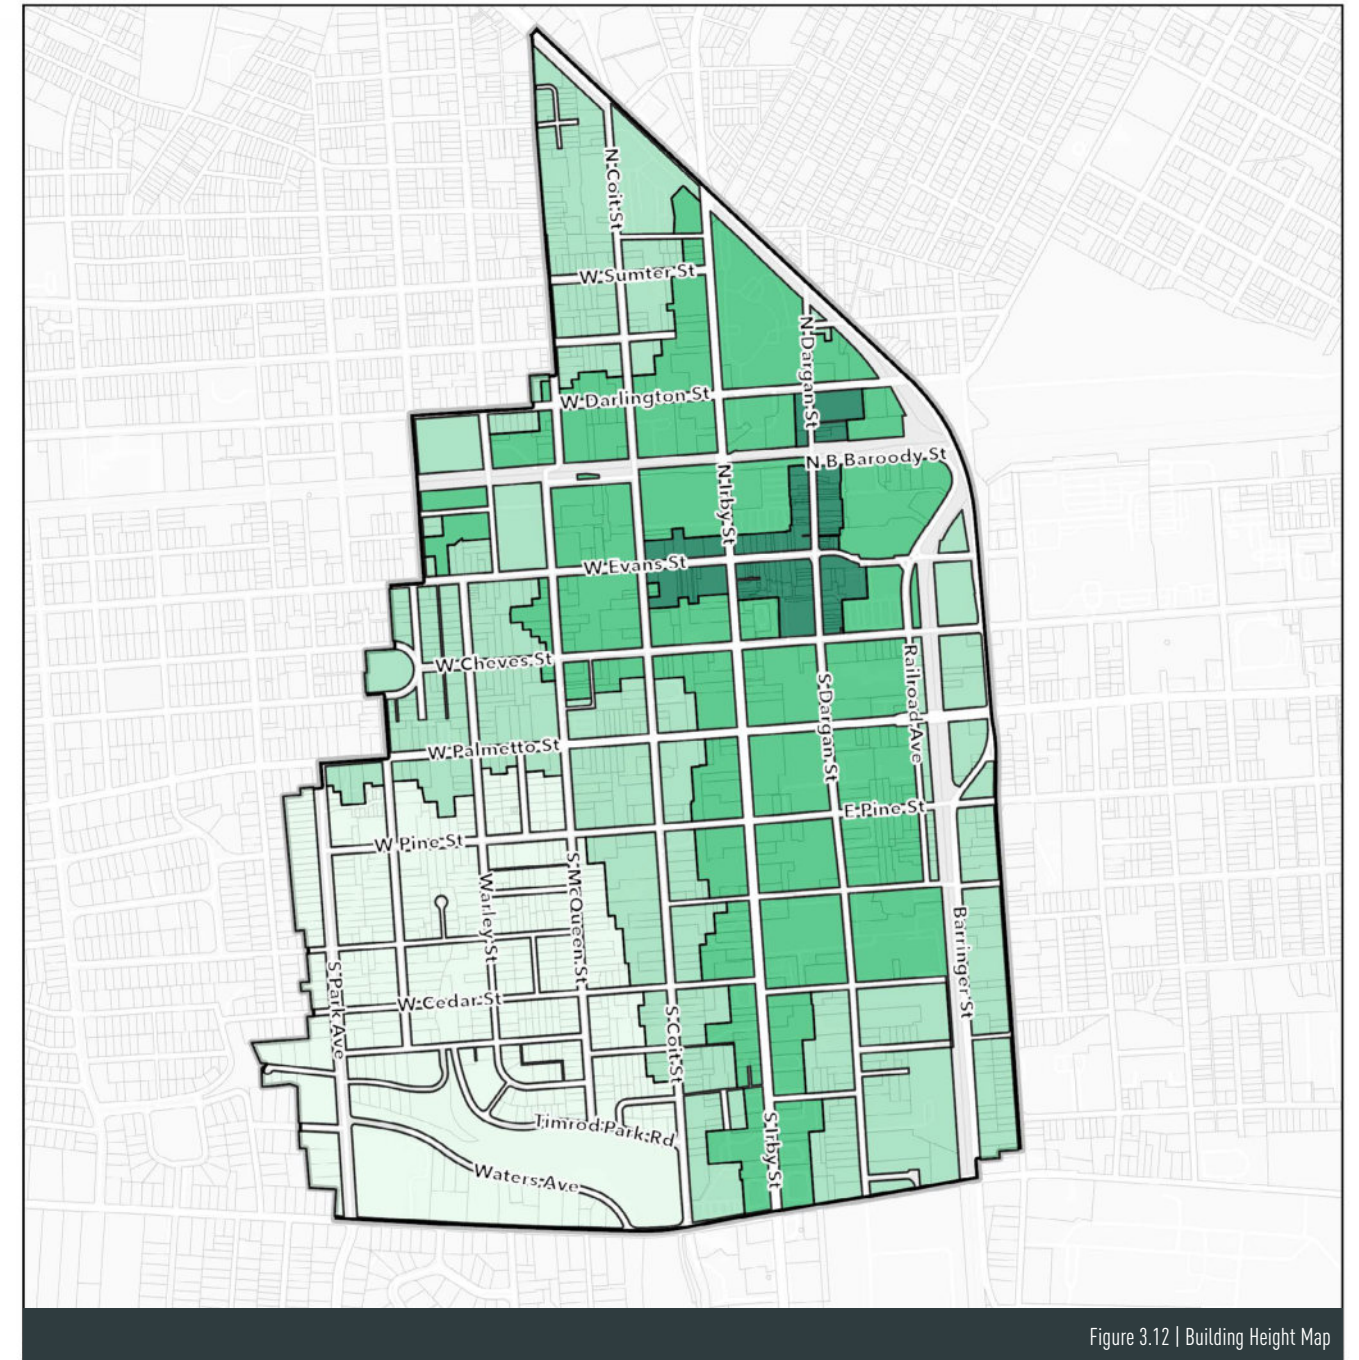 N Coit St
W Sumter St
N Dargan St
W Darlington St
N B Baroody St
N Irby St
W Evans St
W Cheves St
Railroad Ave
S Dargan St
W Palmetto St
E Pine St
W Pine St
Warley St
S McQueen St
Barringer St
S Park Ave
W Cedar St
S Coit St
Timrod Park Rd
S Irby St
Waters Ave
Figure 3.12 | Building Height Map